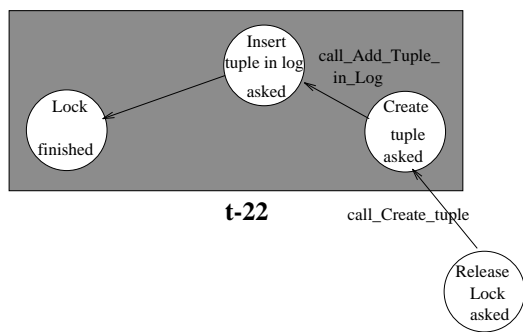 Insert
tuple in log
asked
call_Add_Tuple_
in_Log
Lock
finished
Create
tuple
asked
t-22
call_Create_tuple
Release
Lock
asked